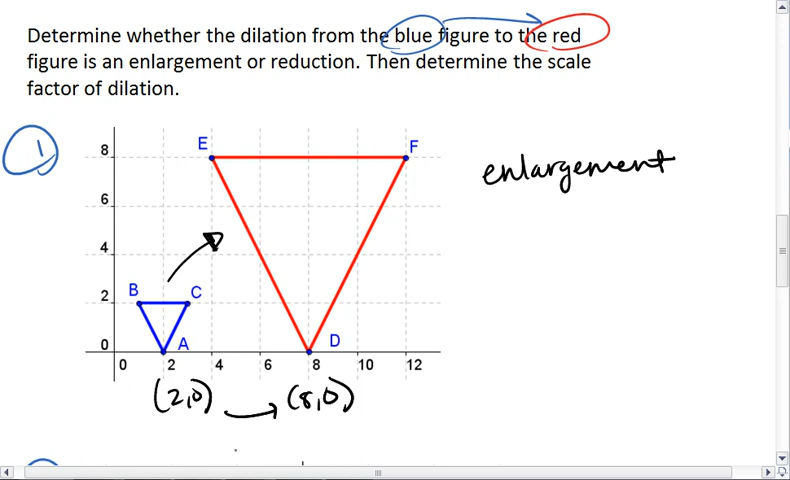 Determine whether the dilation from the blue figure to the red
figure is an enlargement or reduction. Then determine the scale
factor of dilation.
1
enlargement
E F
8
6
4
B C
2
A D
0
0 2 4 6 8 10 12
(2,0) (8,0)